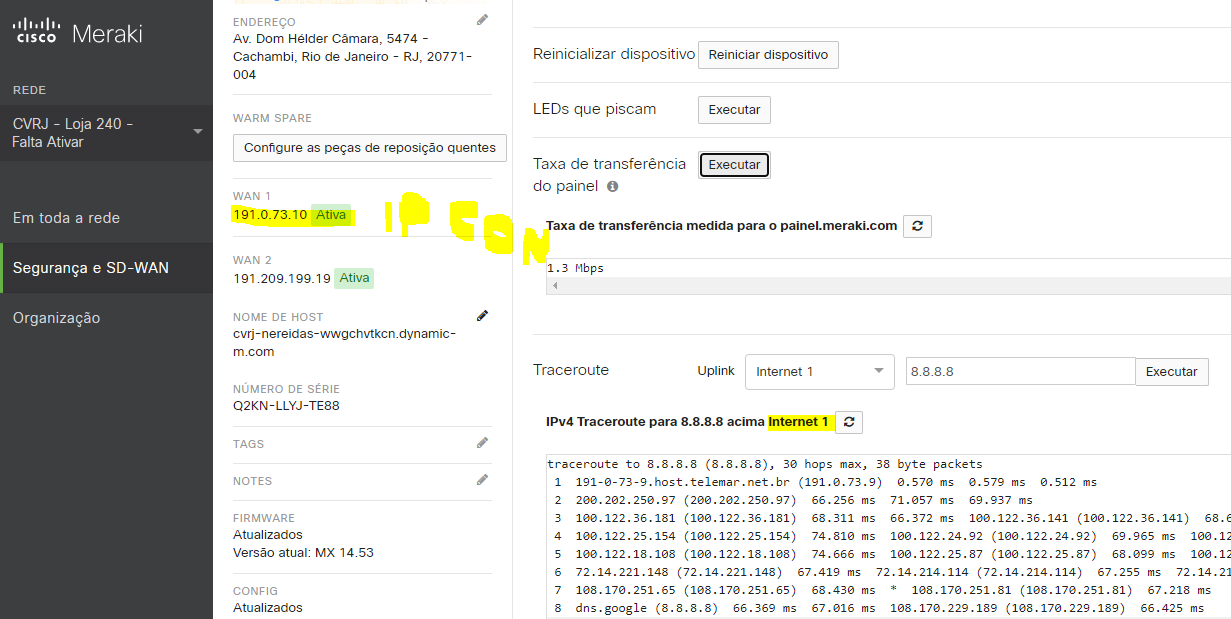 cisco Meraki
REDE
CVRJ - Loja 240 -
Falta Ativar
Em toda a rede
Segurança e SD-WAN
Organização
ENDEREÇO
Av. Dom Hélder Câmara, 5474 -
Cachambi, Rio de Janeiro - RJ, 20771-
004
WARM SPARE
Configure as peças de reposição quentes
WAN 1
191.0.73.10 Ativa
IP CON
WAN 2
191.209.199.19 Ativa
NOME DE HOST
cvrj-nereidas-wwgchvtkcn.dynamic-
m.com
NÚMERO DE SÉRIE
Q2KN-LLYJ-TE88
TAGS
NOTES
FIRMWARE
Atualizados
Versão atual: MX 14.53
CONFIG
Atualizados
Reinicializar dispositivo Reiniciar dispositivo
LEDs que piscam Executar
Taxa de transferência
do painel Executar
Taxa de transferência medida para o painel.meraki.com
1.3 Mbps
Traceroute Uplink Internet 1 8.8.8.8 Executar
IPv4 Traceroute para 8.8.8.8 acima Internet 1
traceroute to 8.8.8.8 (8.8.8.8), 30 hops max, 38 byte packets
1 191-0-73-9.host.telemar.net.br (191.0.73.9) 0.570 ms 0.579 ms 0.512 ms
2 200.202.250.97 (200.202.250.97) 66.256 ms 71.057 ms 69.937 ms
3 100.122.36.181 (100.122.36.181) 68.311 ms 66.372 ms 100.122.36.141 (100.122.36.141) 68.6
4 100.122.25.154 (100.122.25.154) 74.810 ms 100.122.24.92 (100.122.24.92) 69.965 ms 100.12
5 100.122.18.108 (100.122.18.108) 74.666 ms 100.122.25.87 (100.122.25.87) 68.099 ms 100.12
6 72.14.221.148 (72.14.221.148) 67.419 ms 72.14.214.114 (72.14.214.114) 67.255 ms 72.14.21
7 108.170.251.65 (108.170.251.65) 68.430 ms * 108.170.251.81 (108.170.251.81) 67.218 ms
8 dns.google (8.8.8.8) 66.369 ms 67.016 ms 108.170.229.189 (108.170.229.189) 66.425 ms